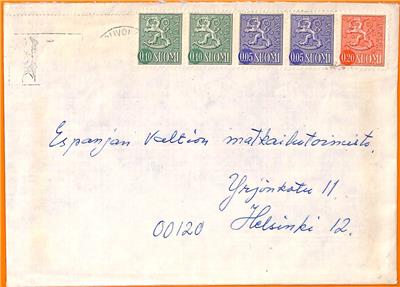 0.10 SUOMI 0.10 SUOMI 0.05 SUOMI 0.05 SUOMI 0.20 SUOMI
Espanjan Valtion matkailutoimisto,
Yrjönkatu 11
00120 Helsinki 12.